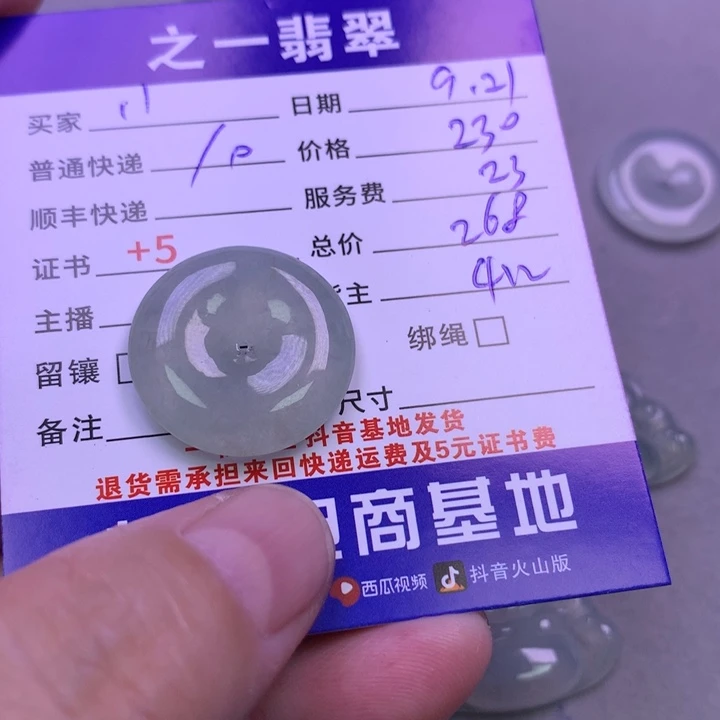 之一翡翠
买家 日期 9.21
普通快递 10 价格 230
顺丰快递 服务费 23
证书 +5 总价 268
主播 货主
留镶 绑绳
备注 尺寸
抖音基地发货
退货需承担来回快递运费及5元证书费
电商基地
西瓜视频 抖音火山版